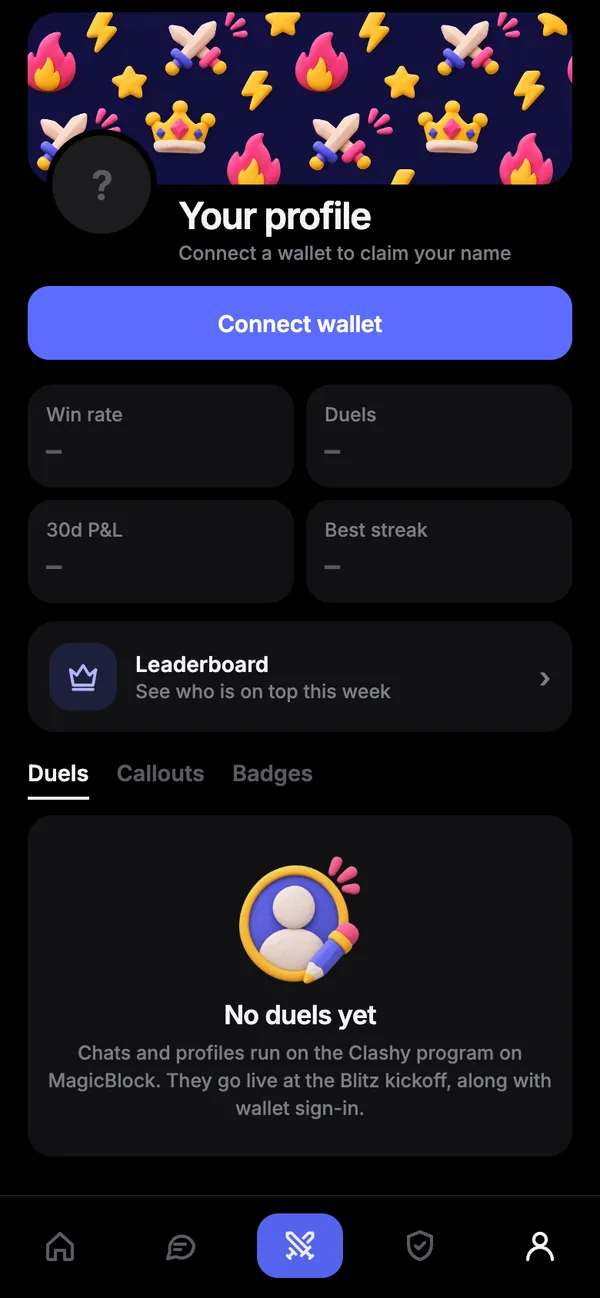 ?
Your profile
Connect a wallet to claim your name
Connect wallet
Win rate
–
Duels
–
30d P&L
–
Best streak
–
Leaderboard
See who is on top this week
›
Duels
Callouts
Badges
No duels yet
Chats and profiles run on the Clashy program on
MagicBlock. They go live at the Blitz kickoff, along with
wallet sign-in.